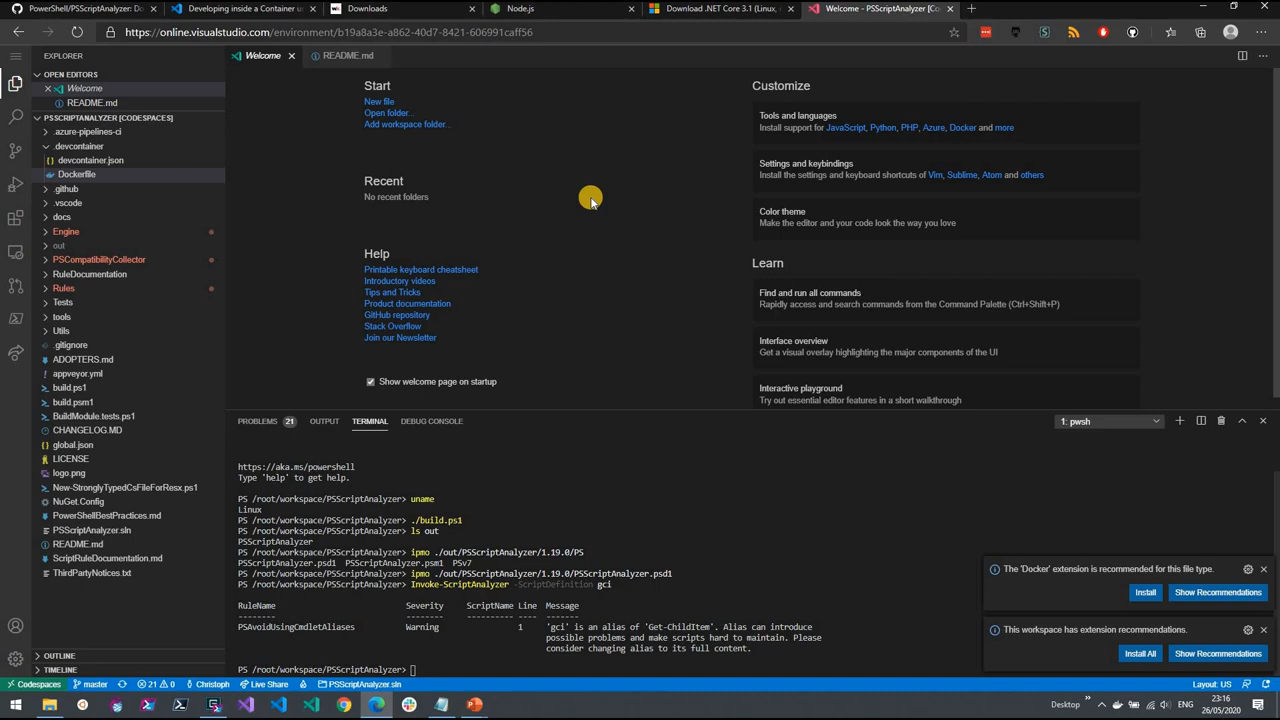 PowerShell/PSScriptAnalyzer: Do
Developing inside a Container u
Downloads
Node.js
Download .NET Core 3.1 (Linux,
Welcome - PSScriptAnalyzer [Co
https://online.visualstudio.com/environment/b19a8a3e-a862-40d7-8421-606991caff56
EXPLORER
OPEN EDITORS
Welcome
README.md
PSSCRIPTANALYZER [CODESPACES]
.azure-pipelines-ci
.devcontainer
devcontainer.json
Dockerfile
.github
.vscode
docs
Engine
out
PSCompatibilityCollector
RuleDocumentation
Rules
Tests
tools
Utils
.gitignore
ADOPTERS.md
appveyor.yml
build.ps1
build.psm1
BuildModule.tests.ps1
CHANGELOG.MD
global.json
LICENSE
logo.png
New-StronglyTypedCsFileForResx.ps1
NuGet.Config
PowerShellBestPractices.md
PSScriptAnalyzer.sln
README.md
ScriptRuleDocumentation.md
ThirdPartyNotices.txt
OUTLINE
TIMELINE
Welcome
README.md
Start
New file
Open folder...
Add workspace folder...
Recent
No recent folders
Help
Printable keyboard cheatsheet
Introductory videos
Tips and Tricks
Product documentation
GitHub repository
Stack Overflow
Join our Newsletter
Show welcome page on startup
Customize
Tools and languages
Install support for JavaScript, Python, PHP, Azure, Docker and more
Settings and keybindings
Install the settings and keyboard shortcuts of Vim, Sublime, Atom and others
Color theme
Make the editor and your code look the way you love
Learn
Find and run all commands
Rapidly access and search commands from the Command Palette (Ctrl+Shift+P)
Interface overview
Get a visual overlay highlighting the major components of the UI
Interactive playground
Try out essential editor features in a short walkthrough
PROBLEMS 21 OUTPUT TERMINAL DEBUG CONSOLE
1: pwsh
https://aka.ms/powershell
Type 'help' to get help.
PS /root/workspace/PSScriptAnalyzer> uname
Linux
PS /root/workspace/PSScriptAnalyzer> ./build.ps1
PS /root/workspace/PSScriptAnalyzer> ls out
PSScriptAnalyzer
PS /root/workspace/PSScriptAnalyzer> ipmo ./out/PSScriptAnalyzer/1.19.0/PS
PSScriptAnalyzer.psd1 PSScriptAnalyzer.psm1 PSv7
PS /root/workspace/PSScriptAnalyzer> ipmo ./out/PSScriptAnalyzer/1.19.0/PSScriptAnalyzer.psd1
PS /root/workspace/PSScriptAnalyzer> Invoke-ScriptAnalyzer -ScriptDefinition gci
RuleName Severity ScriptName Line Message
PSAvoidUsingCmdletAliases Warning 1 'gci' is an alias of 'Get-ChildItem'. Alias can introduce
possible problems and make scripts hard to maintain. Please
consider changing alias to its full content.
PS /root/workspace/PSScriptAnalyzer>
The 'Docker' extension is recommended for this file type.
Install
Show Recommendations
This workspace has extension recommendations.
Install All
Show Recommendations
Codespaces master 21 0 Christoph Live Share PSScriptAnalyzer.sln
Layout: US
Desktop
ENG
23:16
26/05/2020